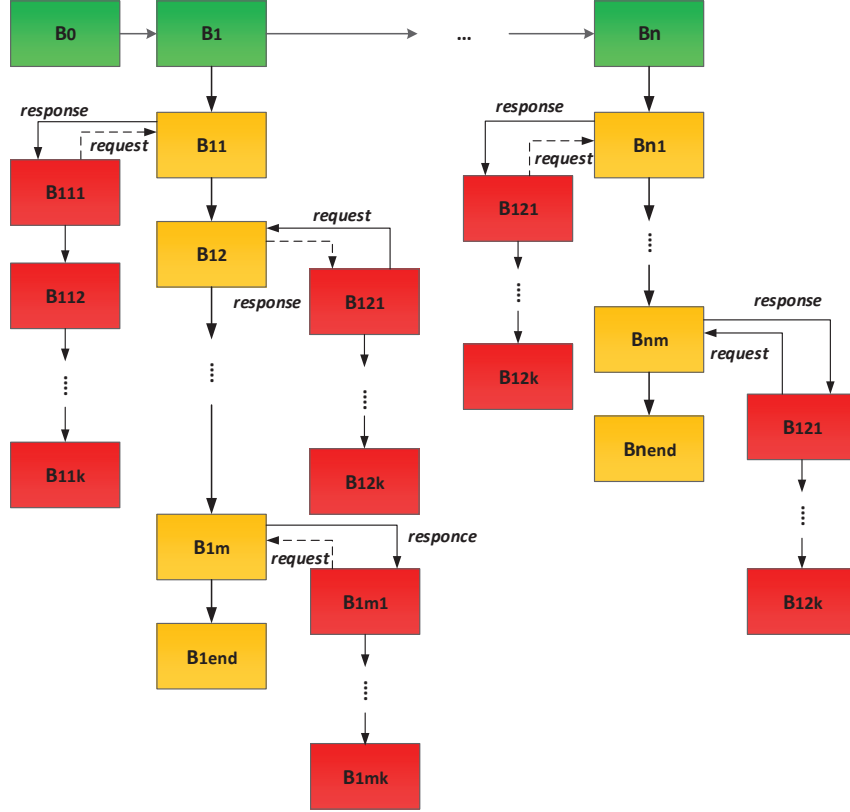 B0
B1
...
Bn
response
request
B11
B111
B112
B11k
B12
request
response
B121
B12k
B1m
responce
request
B1m1
B1end
B1mk
response
request
Bn1
B121
B12k
Bnm
response
request
Bnend
B121
B12k